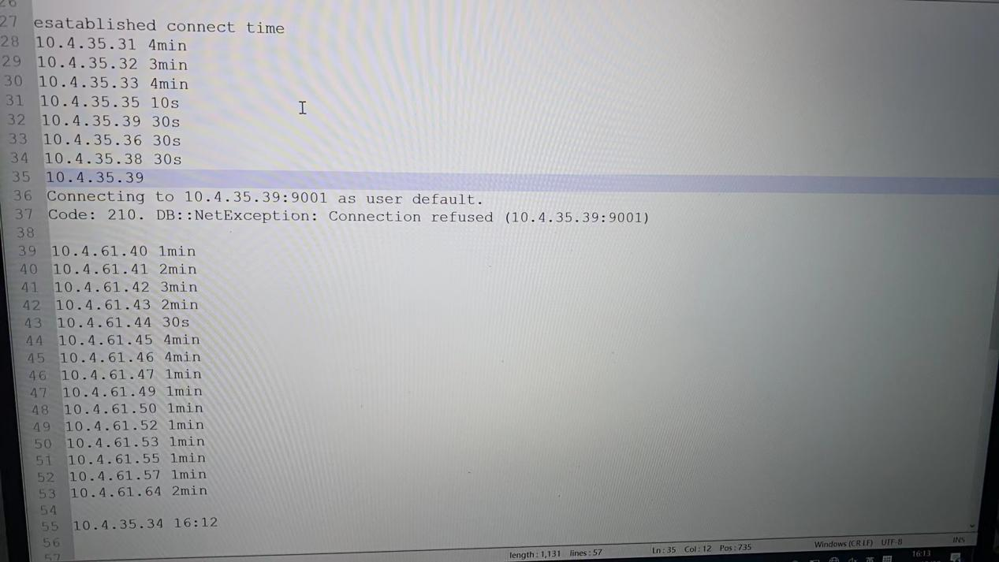 26
27 esatablished connect time
28 10.4.35.31 4min
29 10.4.35.32 3min
30 10.4.35.33 4min
31 10.4.35.35 10s
32 10.4.35.39 30s
33 10.4.35.36 30s
34 10.4.35.38 30s
35 10.4.35.39
36 Connecting to 10.4.35.39:9001 as user default.
37 Code: 210. DB::NetException: Connection refused (10.4.35.39:9001)
38
39 10.4.61.40 1min
40 10.4.61.41 2min
41 10.4.61.42 3min
42 10.4.61.43 2min
43 10.4.61.44 30s
44 10.4.61.45 4min
45 10.4.61.46 4min
46 10.4.61.47 1min
47 10.4.61.49 1min
48 10.4.61.50 1min
49 10.4.61.52 1min
50 10.4.61.53 1min
51 10.4.61.55 1min
52 10.4.61.57 1min
53 10.4.61.64 2min
54
55 10.4.35.34 16:12
56
57
length : 1,131 lines : 57 Ln : 35 Col : 12 Pos : 735 Windows (CR LF) UTF-8 INS
英 16:13